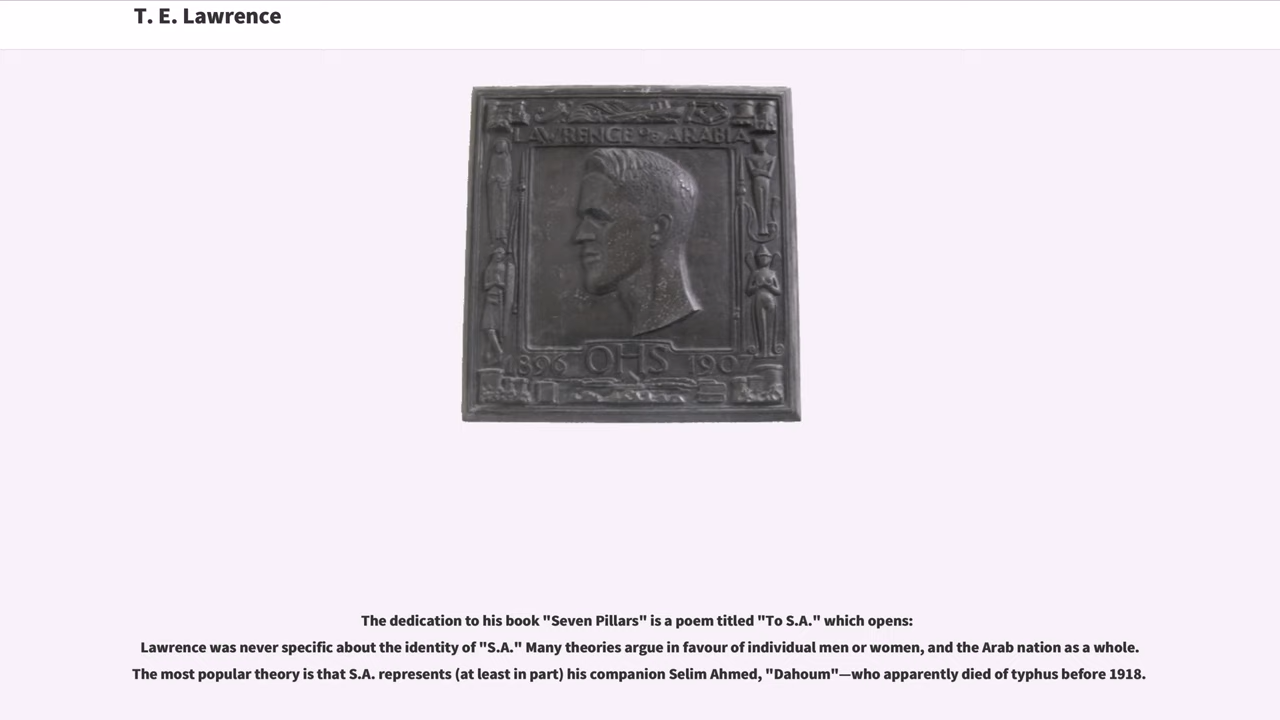 T. E. Lawrence
LAWRENCE OF ARABIA
1896 OHS 1907
The dedication to his book "Seven Pillars" is a poem titled "To S.A." which opens:
Lawrence was never specific about the identity of "S.A." Many theories argue in favour of individual men or women, and the Arab nation as a whole.
The most popular theory is that S.A. represents (at least in part) his companion Selim Ahmed, "Dahoum"—who apparently died of typhus before 1918.